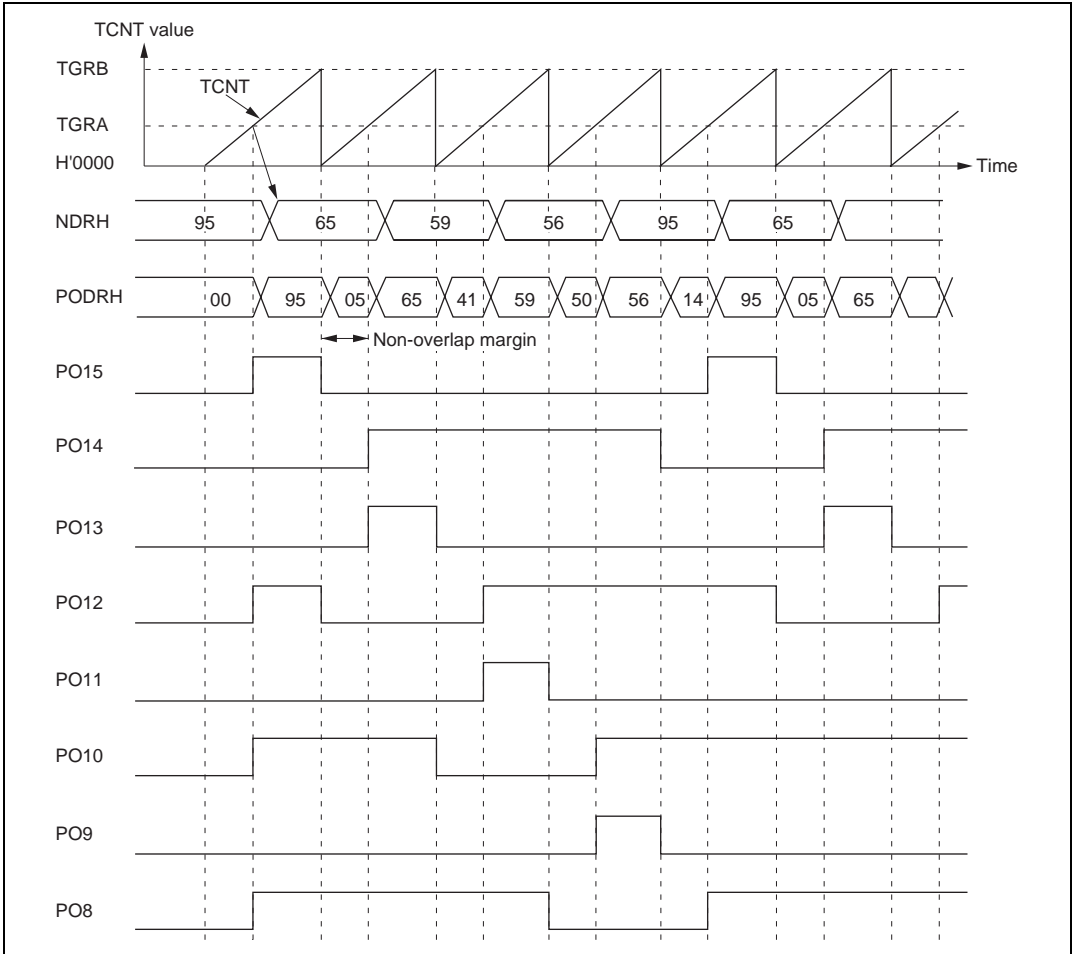 TCNT value
TGRB
TCNT
TGRA
H'0000
Time
NDRH 95 65 59 56 95 65
PODRH 00 95 05 65 41 59 50 56 14 95 05 65
Non-overlap margin
PO15
PO14
PO13
PO12
PO11
PO10
PO9
PO8